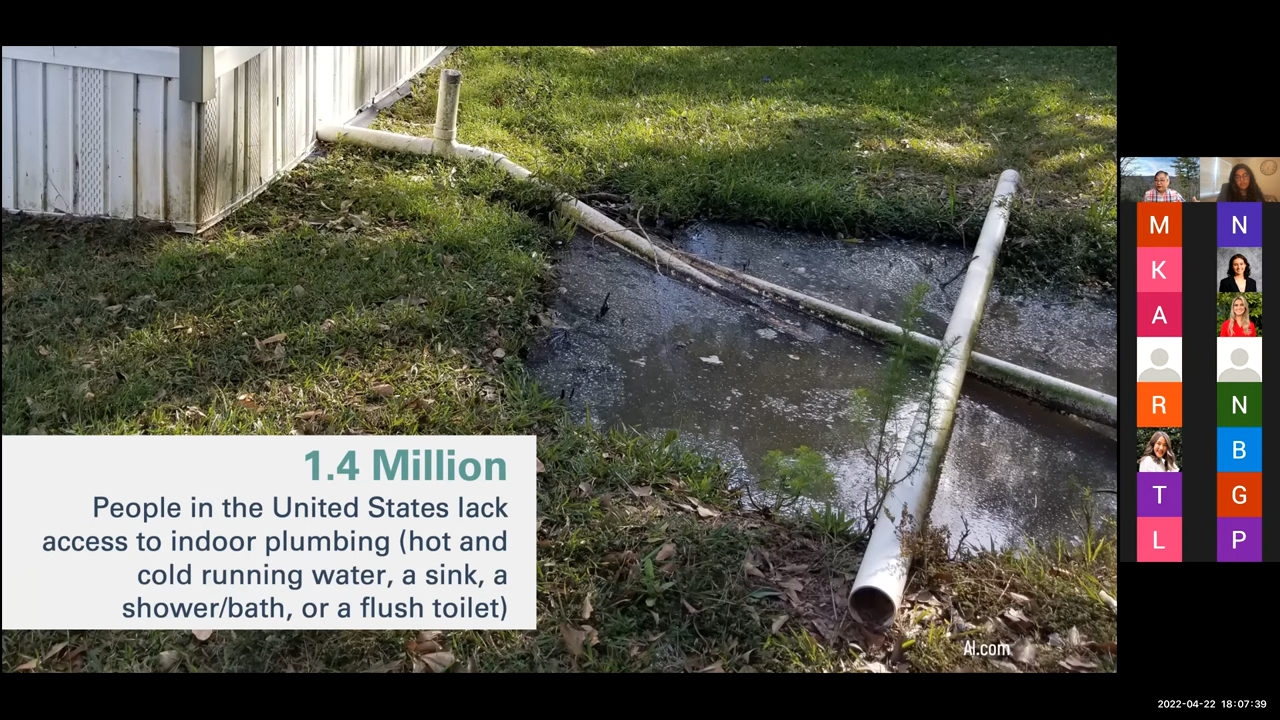 1.4 Million
People in the United States lack
access to indoor plumbing (hot and
cold running water, a sink, a
shower/bath, or a flush toilet)
Al.com
M
N
K
A
R
N
B
T
G
L
P
2022-04-22 18:07:39